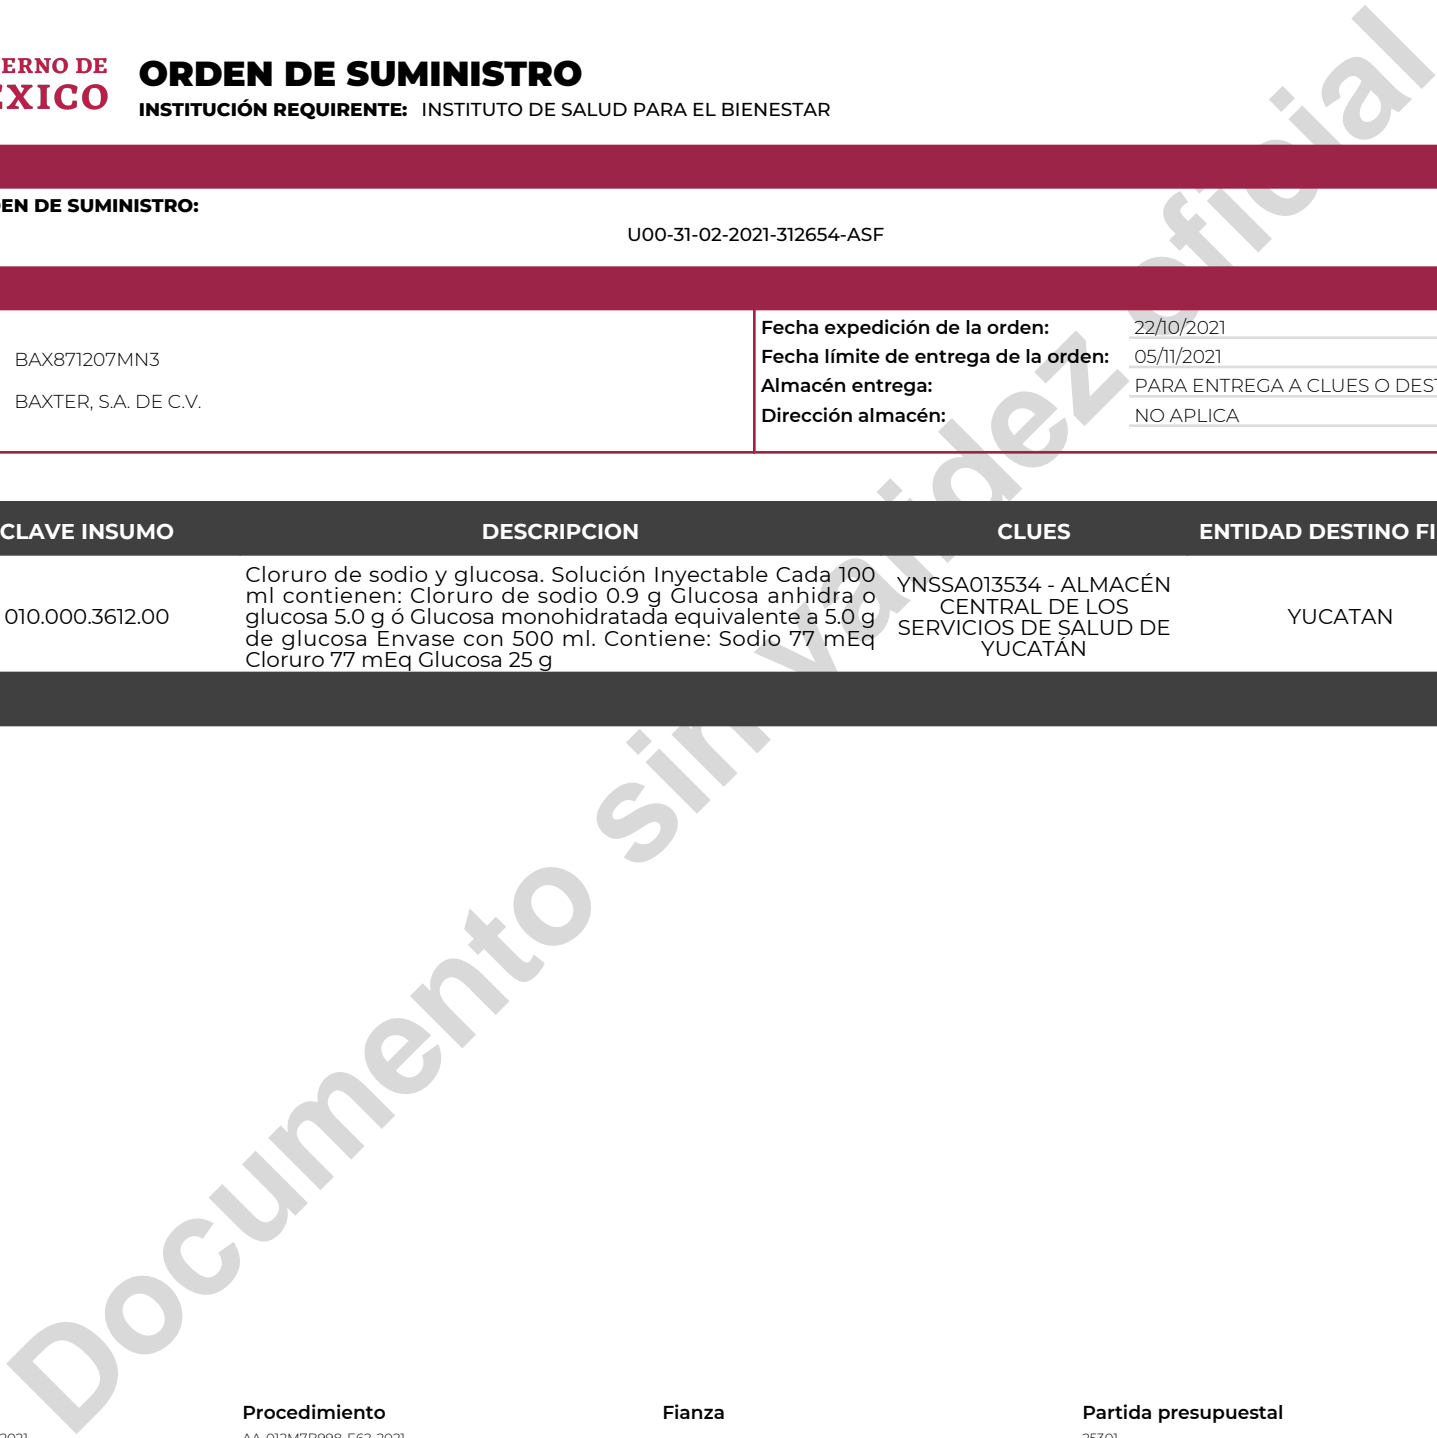 ERNO DE
EXICO
ORDEN DE SUMINISTRO
INSTITUCIÓN REQUIRENTE: INSTITUTO DE SALUD PARA EL BIENESTAR
EN DE SUMINISTRO:
U00-31-02-2021-312654-ASF
BAX871207MN3
BAXTER, S.A. DE C.V.
Fecha expedición de la orden: 22/10/2021
Fecha límite de entrega de la orden: 05/11/2021
Almacén entrega: PARA ENTREGA A CLUES O DEST
Dirección almacén: NO APLICA
CLAVE INSUMO DESCRIPCION CLUES ENTIDAD DESTINO FI
010.000.3612.00
Cloruro de sodio y glucosa. Solución Inyectable Cada 100
ml contienen: Cloruro de sodio 0.9 g Glucosa anhidra o
glucosa 5.0 g ó Glucosa monohidratada equivalente a 5.0 g
de glucosa Envase con 500 ml. Contiene: Sodio 77 mEq
Cloruro 77 mEq Glucosa 25 g
YNSSA013534 - ALMACÉN
CENTRAL DE LOS
SERVICIOS DE SALUD DE
YUCATÁN
YUCATAN
Documento sin validez oficial
Procedimiento Fianza Partida presupuestal